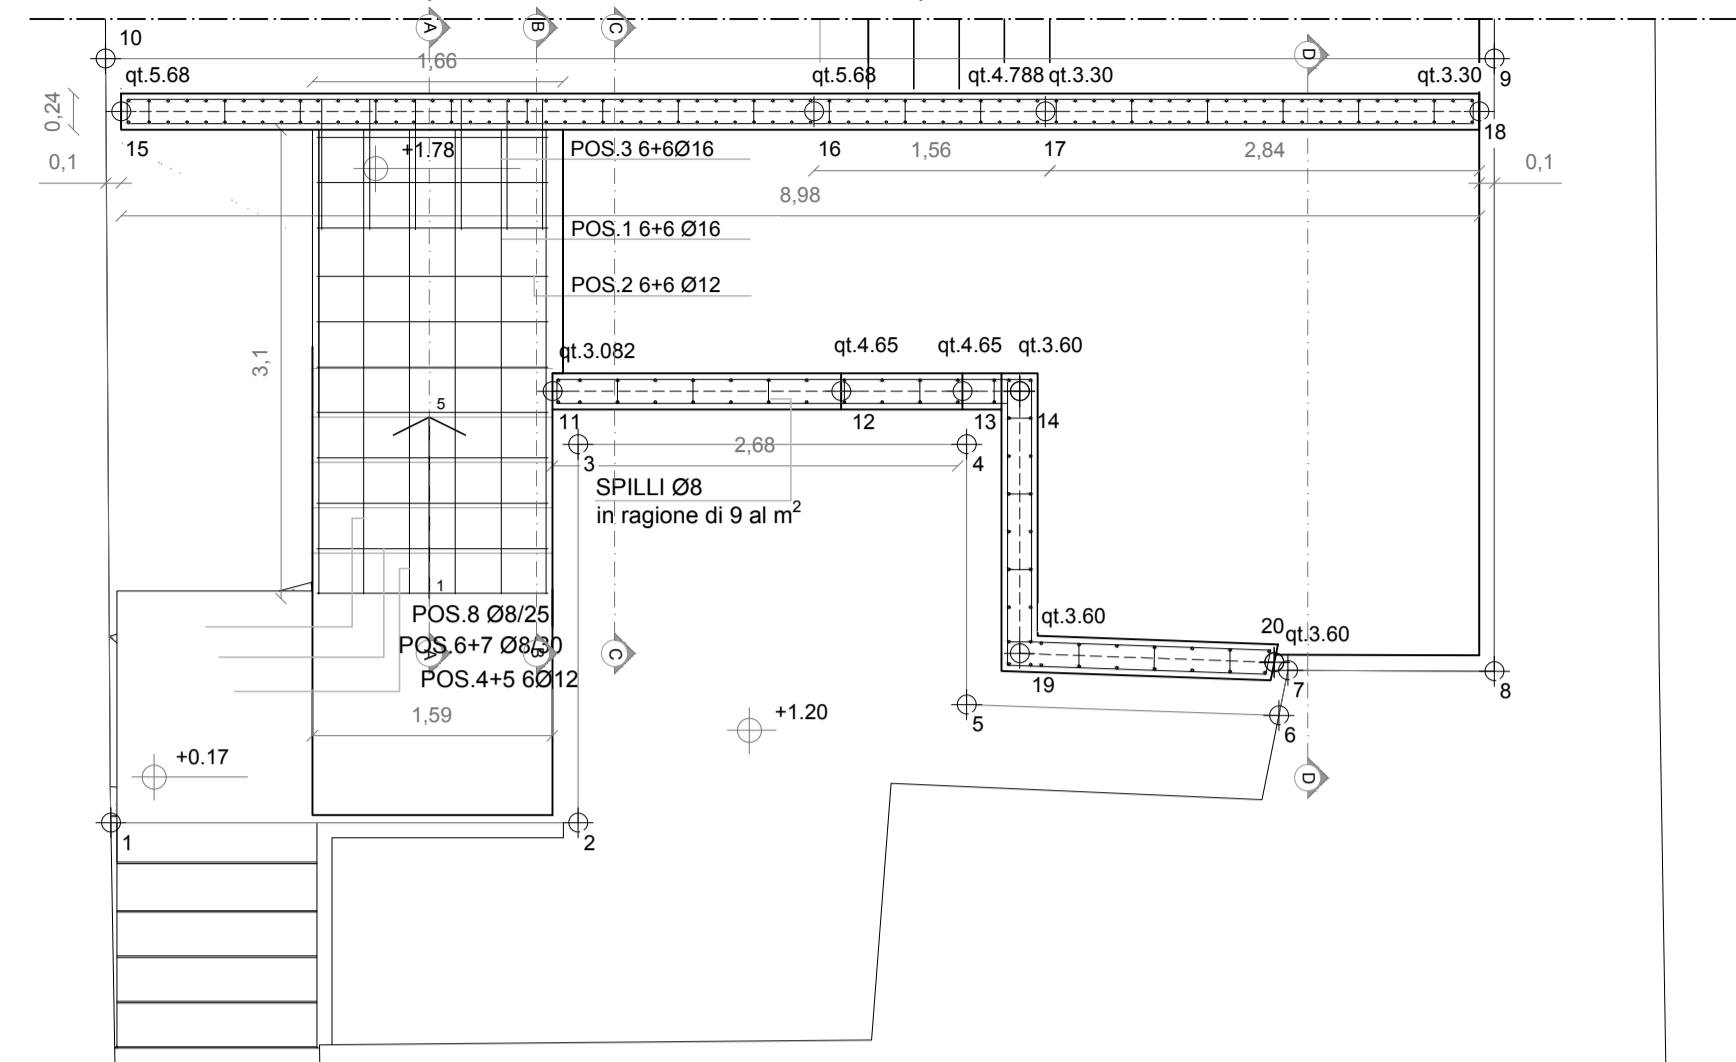 10
A
B
C
D
1,66
qt.5.68
qt.5.68
qt.4.788
qt.3.30
qt.3.30
9
0,24
15
+1.78
POS.3 6+6Ø16
16
1,56
17
2,84
18
0,1
0,1
8,98
POS.1 6+6 Ø16
POS.2 6+6 Ø12
3,1
qt.3.082
qt.4.65
qt.4.65
qt.3.60
5
11
12
13
14
2,68
3
4
SPILLI Ø8
in ragione di 9 al m²
1
POS.8 Ø8/25
qt.3.60
20
qt.3.60
POS.6+7 Ø8/30
A
B
C
POS.4+5 6Ø12
19
7
8
1,59
+1.20
5
6
+0.17
D
1
2